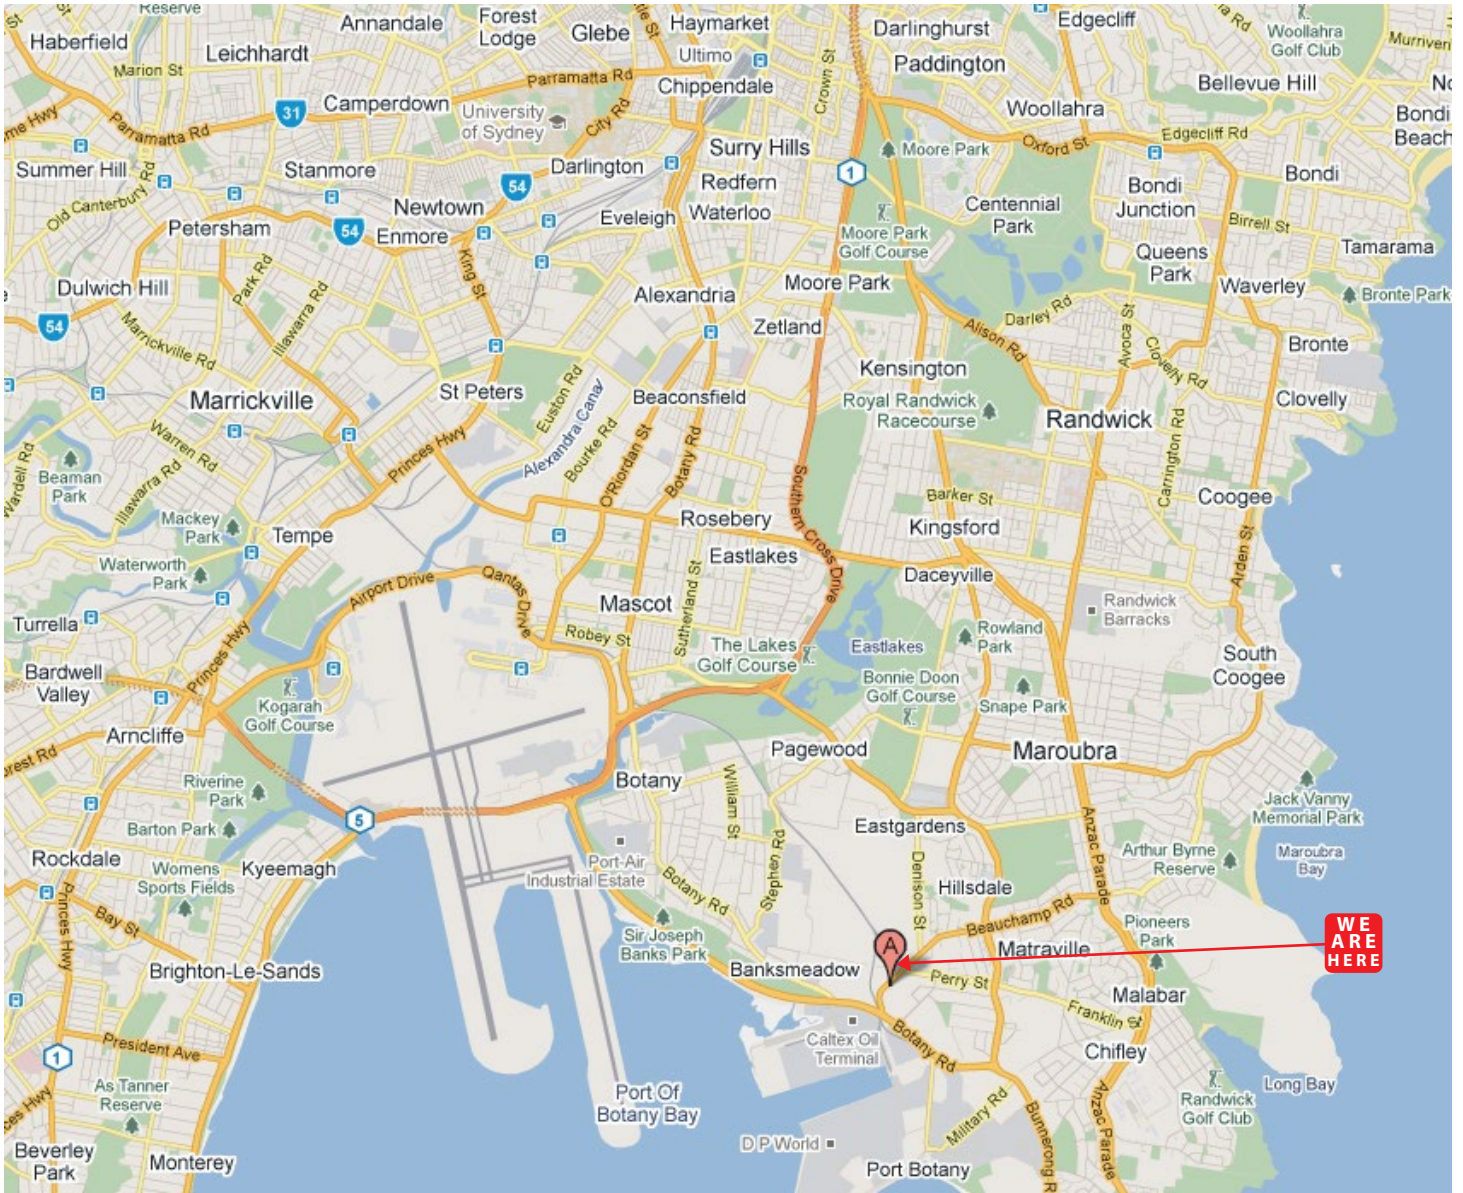 Reserve
Annandale
Forest
Lodge
Glebe
Haymarket
Darlinghurst
Edgecliff
Woollahra
Golf Club
Haberfield
Leichhardt
Ultimo
Crown St
Paddington
Murriven
Marion St
Parramatta Rd
Chippendale
Bellevue Hill
Camperdown
University
of Sydney
City Rd
Woollahra
Bondi
Beach
31
Parramatta Rd
Surry Hills
Moore Park
Oxford St
Edgecliff Rd
Summer Hill
Stanmore
Darlington
1
Bondi
Old Canterbury Rd
54
Redfern
Bondi
Junction
Newtown
Eveleigh
Waterloo
Centennial
Park
Birrell St
Petersham
54
Enmore
Moore Park
Golf Course
Tamarama
King St
Queens
Park
Dulwich Hill
Park Rd
Illawarra Rd
Alexandria
Moore Park
Waverley
Bronte Park
54
Marrickville Rd
Zetland
Alison Rd
Darley Rd
Avoca St
Clovelly Rd
Bronte
Kensington
Marrickville
St Peters
Euston Rd
Alexandra Canal
Beaconsfield
Royal Randwick
Racecourse
Randwick
Clovelly
Warren Rd
Princes Hwy
Bourke Rd
O'Riordan St
Botany Rd
Carrington Rd
Wardell Rd
Beaman
Park
Illawarra Rd
Southern Cross Drive
Barker St
Coogee
Mackey
Park
Tempe
Rosebery
Kingsford
Waterworth
Park
Eastlakes
Daceyville
Arden St
Airport Drive
Qantas Drive
Mascot
Sutherland St
Randwick
Barracks
Turrella
Princes Hwy
Robey St
The Lakes
Golf Course
Eastlakes
Rowland
Park
South
Coogee
Bardwell
Valley
Bonnie Doon
Golf Course
Kogarah
Golf Course
Snape Park
Arncliffe
Pagewood
Maroubra
Forest Rd
Riverine
Park
Botany
William St
Jack Vanny
Memorial Park
5
Barton Park
Eastgardens
Anzac Parade
Rockdale
Womens
Sports Fields
Kyeemagh
Port-Air
Industrial Estate
Stephen Rd
Denison St
Arthur Byrne
Reserve
Maroubra
Bay
Hillsdale
Princes Hwy
Bay St
Botany Rd
Beauchamp Rd
Pioneers
Park
WE
ARE
HERE
Sir Joseph
Banks Park
A
Matraville
Brighton-Le-Sands
Banksmeadow
Perry St
Malabar
Franklin St
1
President Ave
Caltex Oil
Terminal
Botany Rd
Chifley
As Tanner
Reserve
Port Of
Botany Bay
Long Bay
Randwick
Golf Club
Military Rd
D P World
Anzac Parade
Beverley
Park
Monterey
Port Botany
Bunnerong R